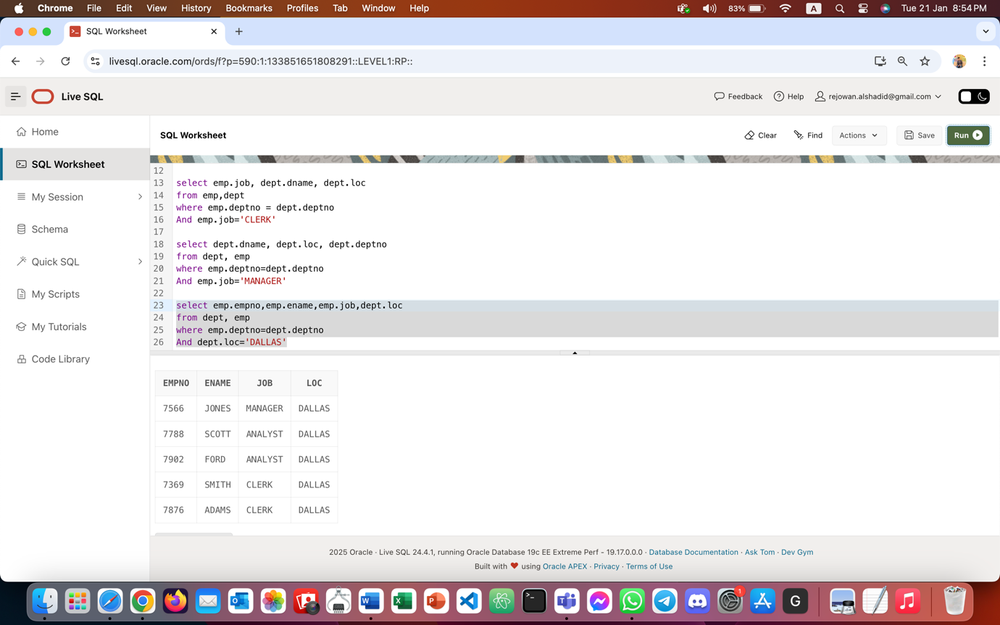 Chrome File Edit View History Bookmarks Profiles Tab Window Help 83% A Tue 21 Jan 8:54 PM
SQL Worksheet
livesql.oracle.com/ords/f?p=590:1:133851651808291::LEVEL1:RP::
Live SQL Feedback Help rejowan.alshadid@gmail.com
Home
SQL Worksheet
My Session
Schema
Quick SQL
My Scripts
My Tutorials
Code Library
SQL Worksheet Clear Find Actions Save Run
12
13 select emp.job, dept.dname, dept.loc
14 from emp,dept
15 where emp.deptno = dept.deptno
16 And emp.job='CLERK'
17
18 select dept.dname, dept.loc, dept.deptno
19 from dept, emp
20 where emp.deptno=dept.deptno
21 And emp.job='MANAGER'
22
23 select emp.empno,emp.ename,emp.job,dept.loc
24 from dept, emp
25 where emp.deptno=dept.deptno
26 And dept.loc='DALLAS'
EMPNO ENAME JOB LOC
7566 JONES MANAGER DALLAS
7788 SCOTT ANALYST DALLAS
7902 FORD ANALYST DALLAS
7369 SMITH CLERK DALLAS
7876 ADAMS CLERK DALLAS
2025 Oracle · Live SQL 24.4.1, running Oracle Database 19c EE Extreme Perf - 19.17.0.0.0 · Database Documentation · Ask Tom · Dev Gym
Built with ❤ using Oracle APEX · Privacy · Terms of Use
1
G